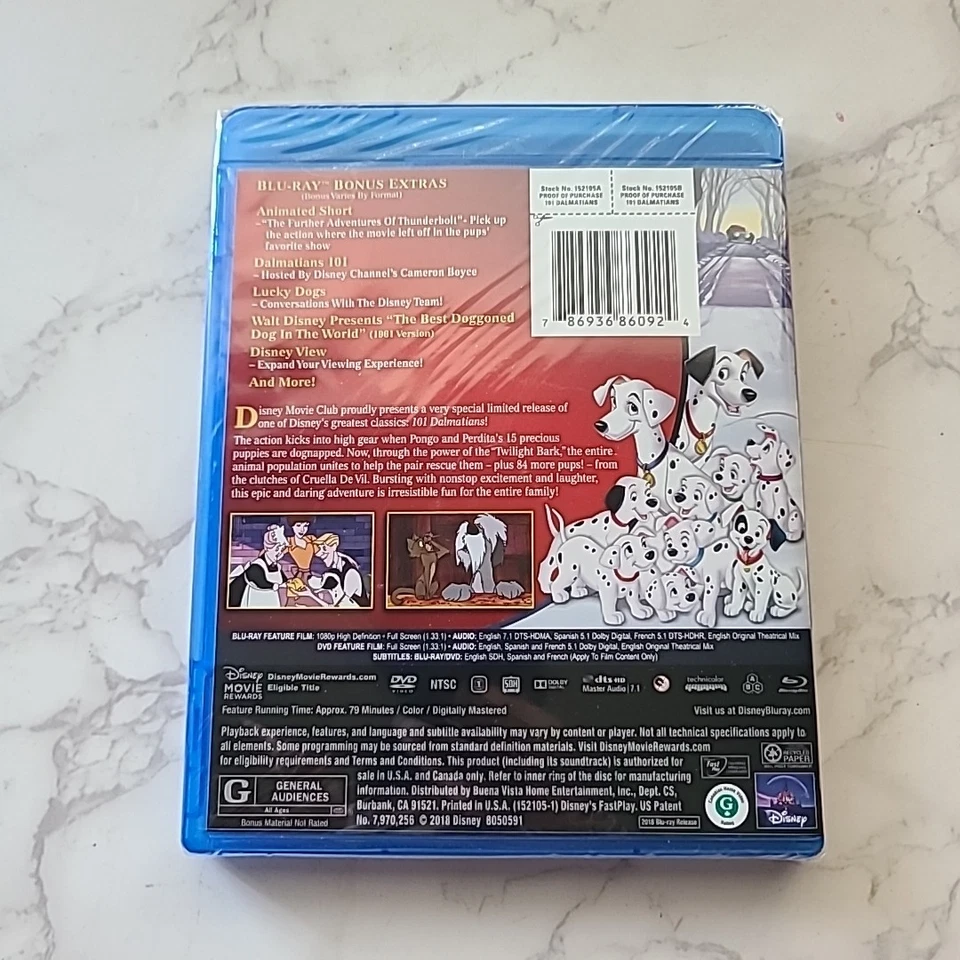 BLU-RAY™ BONUS EXTRAS
(Bonus Varies By Format)
Animated Short
– "The Further Adventures Of Thunderbolt" - Pick up
the action where the movie left off in the pups'
favorite show
Dalmatians 101
– Hosted By Disney Channel's Cameron Boyce
Lucky Dogs
– Conversations With The Disney Team!
Walt Disney Presents "The Best Doggoned
Dog In The World" (1961 Version)
Disney View
– Expand Your Viewing Experience!
And More!
Stock No. 152105A
PROOF OF PURCHASE
101 DALMATIANS
Stock No. 152105B
PROOF OF PURCHASE
101 DALMATIANS
7 86936 86092 4
Disney Movie Club proudly presents a very special limited release of
one of Disney's greatest classics: 101 Dalmatians!
The action kicks into high gear when Pongo and Perdita's 15 precious
puppies are dognapped. Now, through the power of the "Twilight Bark," the entire
animal population unites to help the pair rescue them – plus 84 more pups! – from
the clutches of Cruella De Vil. Bursting with nonstop excitement and laughter,
this epic and daring adventure is irresistible fun for the entire family!
BLU-RAY FEATURE FILM: 1080p High Definition • Full Screen (1.33:1) • AUDIO: English 7.1 DTS-HDMA, Spanish 5.1 Dolby Digital, French 5.1 DTS-HDHR, English Original Theatrical Mix
DVD FEATURE FILM: Full Screen (1.33:1) • AUDIO: English, Spanish and French 5.1 Dolby Digital, English Original Theatrical Mix
SUBTITLES: BLU-RAY/DVD: English SDH, Spanish and French (Apply To Film Content Only)
Disney
MOVIE
REWARDS
DisneyMovieRewards.com
Eligible Title
DVD
VIDEO
NTSC
1
SDH
DOLBY
dts-HD
Master Audio | 7.1
technicolor
A B C
Blu-ray
Feature Running Time: Approx. 79 Minutes / Color / Digitally Mastered
Visit us at DisneyBluray.com
Playback experience, features, and language and subtitle availability may vary by content or player. Not all technical specifications apply to
all elements. Some programming may be sourced from standard definition materials. Visit DisneyMovieRewards.com
for eligibility requirements and Terms and Conditions. This product (including its soundtrack) is authorized for
sale in U.S.A. and Canada only. Refer to inner ring of the disc for manufacturing
information. Distributed by Buena Vista Home Entertainment, Inc., Dept. CS,
Burbank, CA 91521. Printed in U.S.A. (152105-1) Disney's FastPlay. US Patent
No. 7,970,256 © 2018 Disney 8050591
G
GENERAL
AUDIENCES
All Ages
Bonus Material Not Rated
Fast
RECYCLED
PAPER
2018 Blu-ray Release
G
Disney